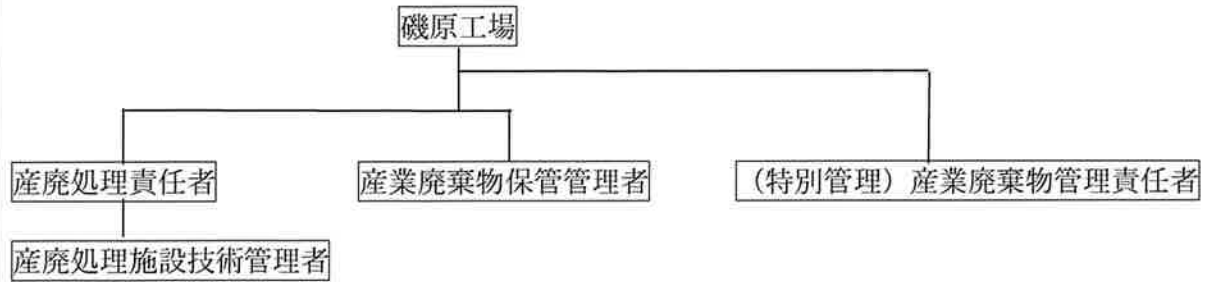 磯原工場
産廃処理責任者
産業廃棄物保管管理者
（特別管理）産業廃棄物管理責任者
産廃処理施設技術管理者